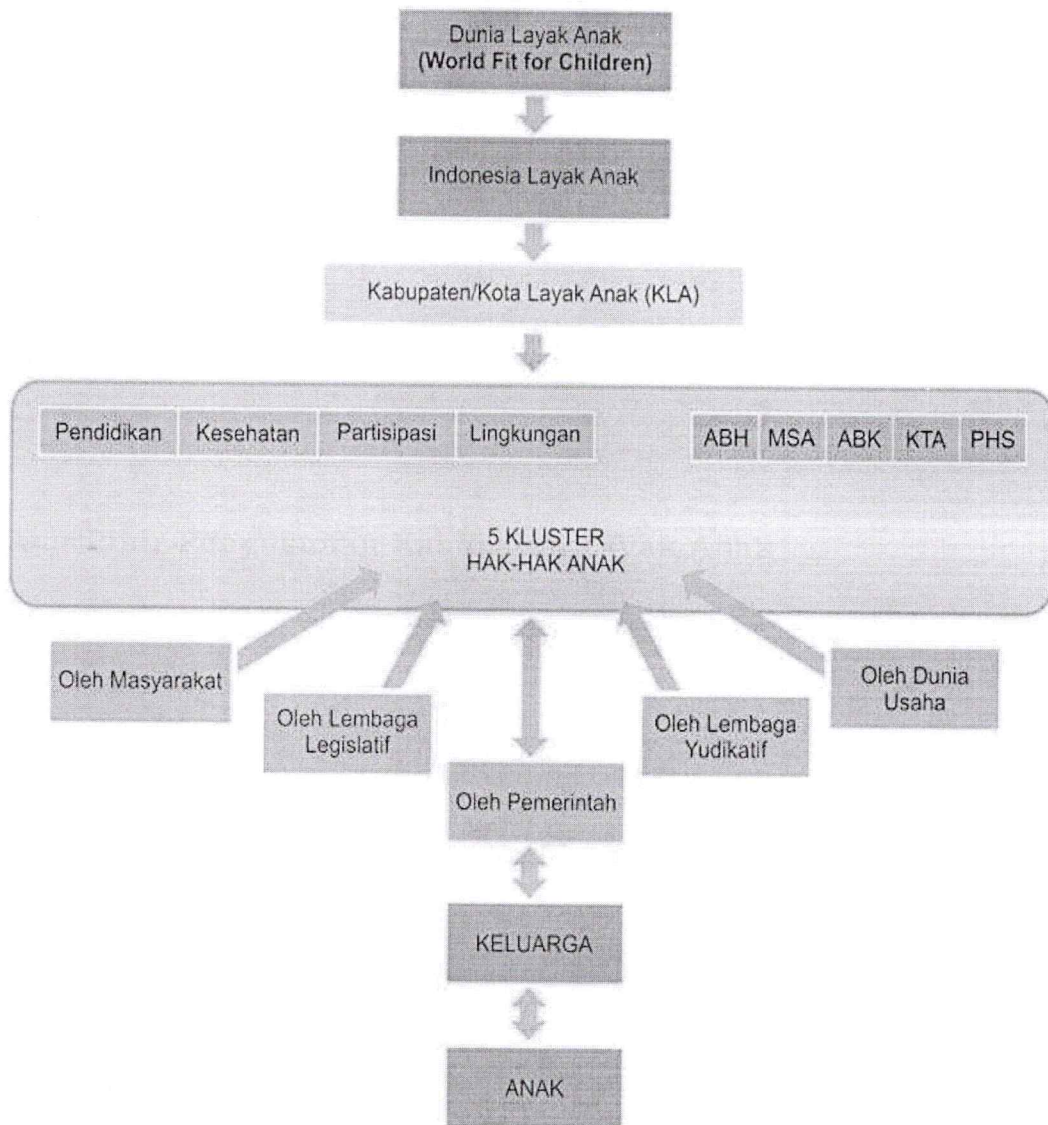 Dunia Layak Anak
(World Fit for Children)
Indonesia Layak Anak
Kabupaten/Kota Layak Anak (KLA)
Pendidikan Kesehatan Partisipasi Lingkungan ABH MSA ABK KTA PHS
5 KLUSTER
HAK-HAK ANAK
Oleh Masyarakat
Oleh Lembaga
Legislatif
Oleh Pemerintah
Oleh Lembaga
Yudikatif
Oleh Dunia
Usaha
KELUARGA
ANAK